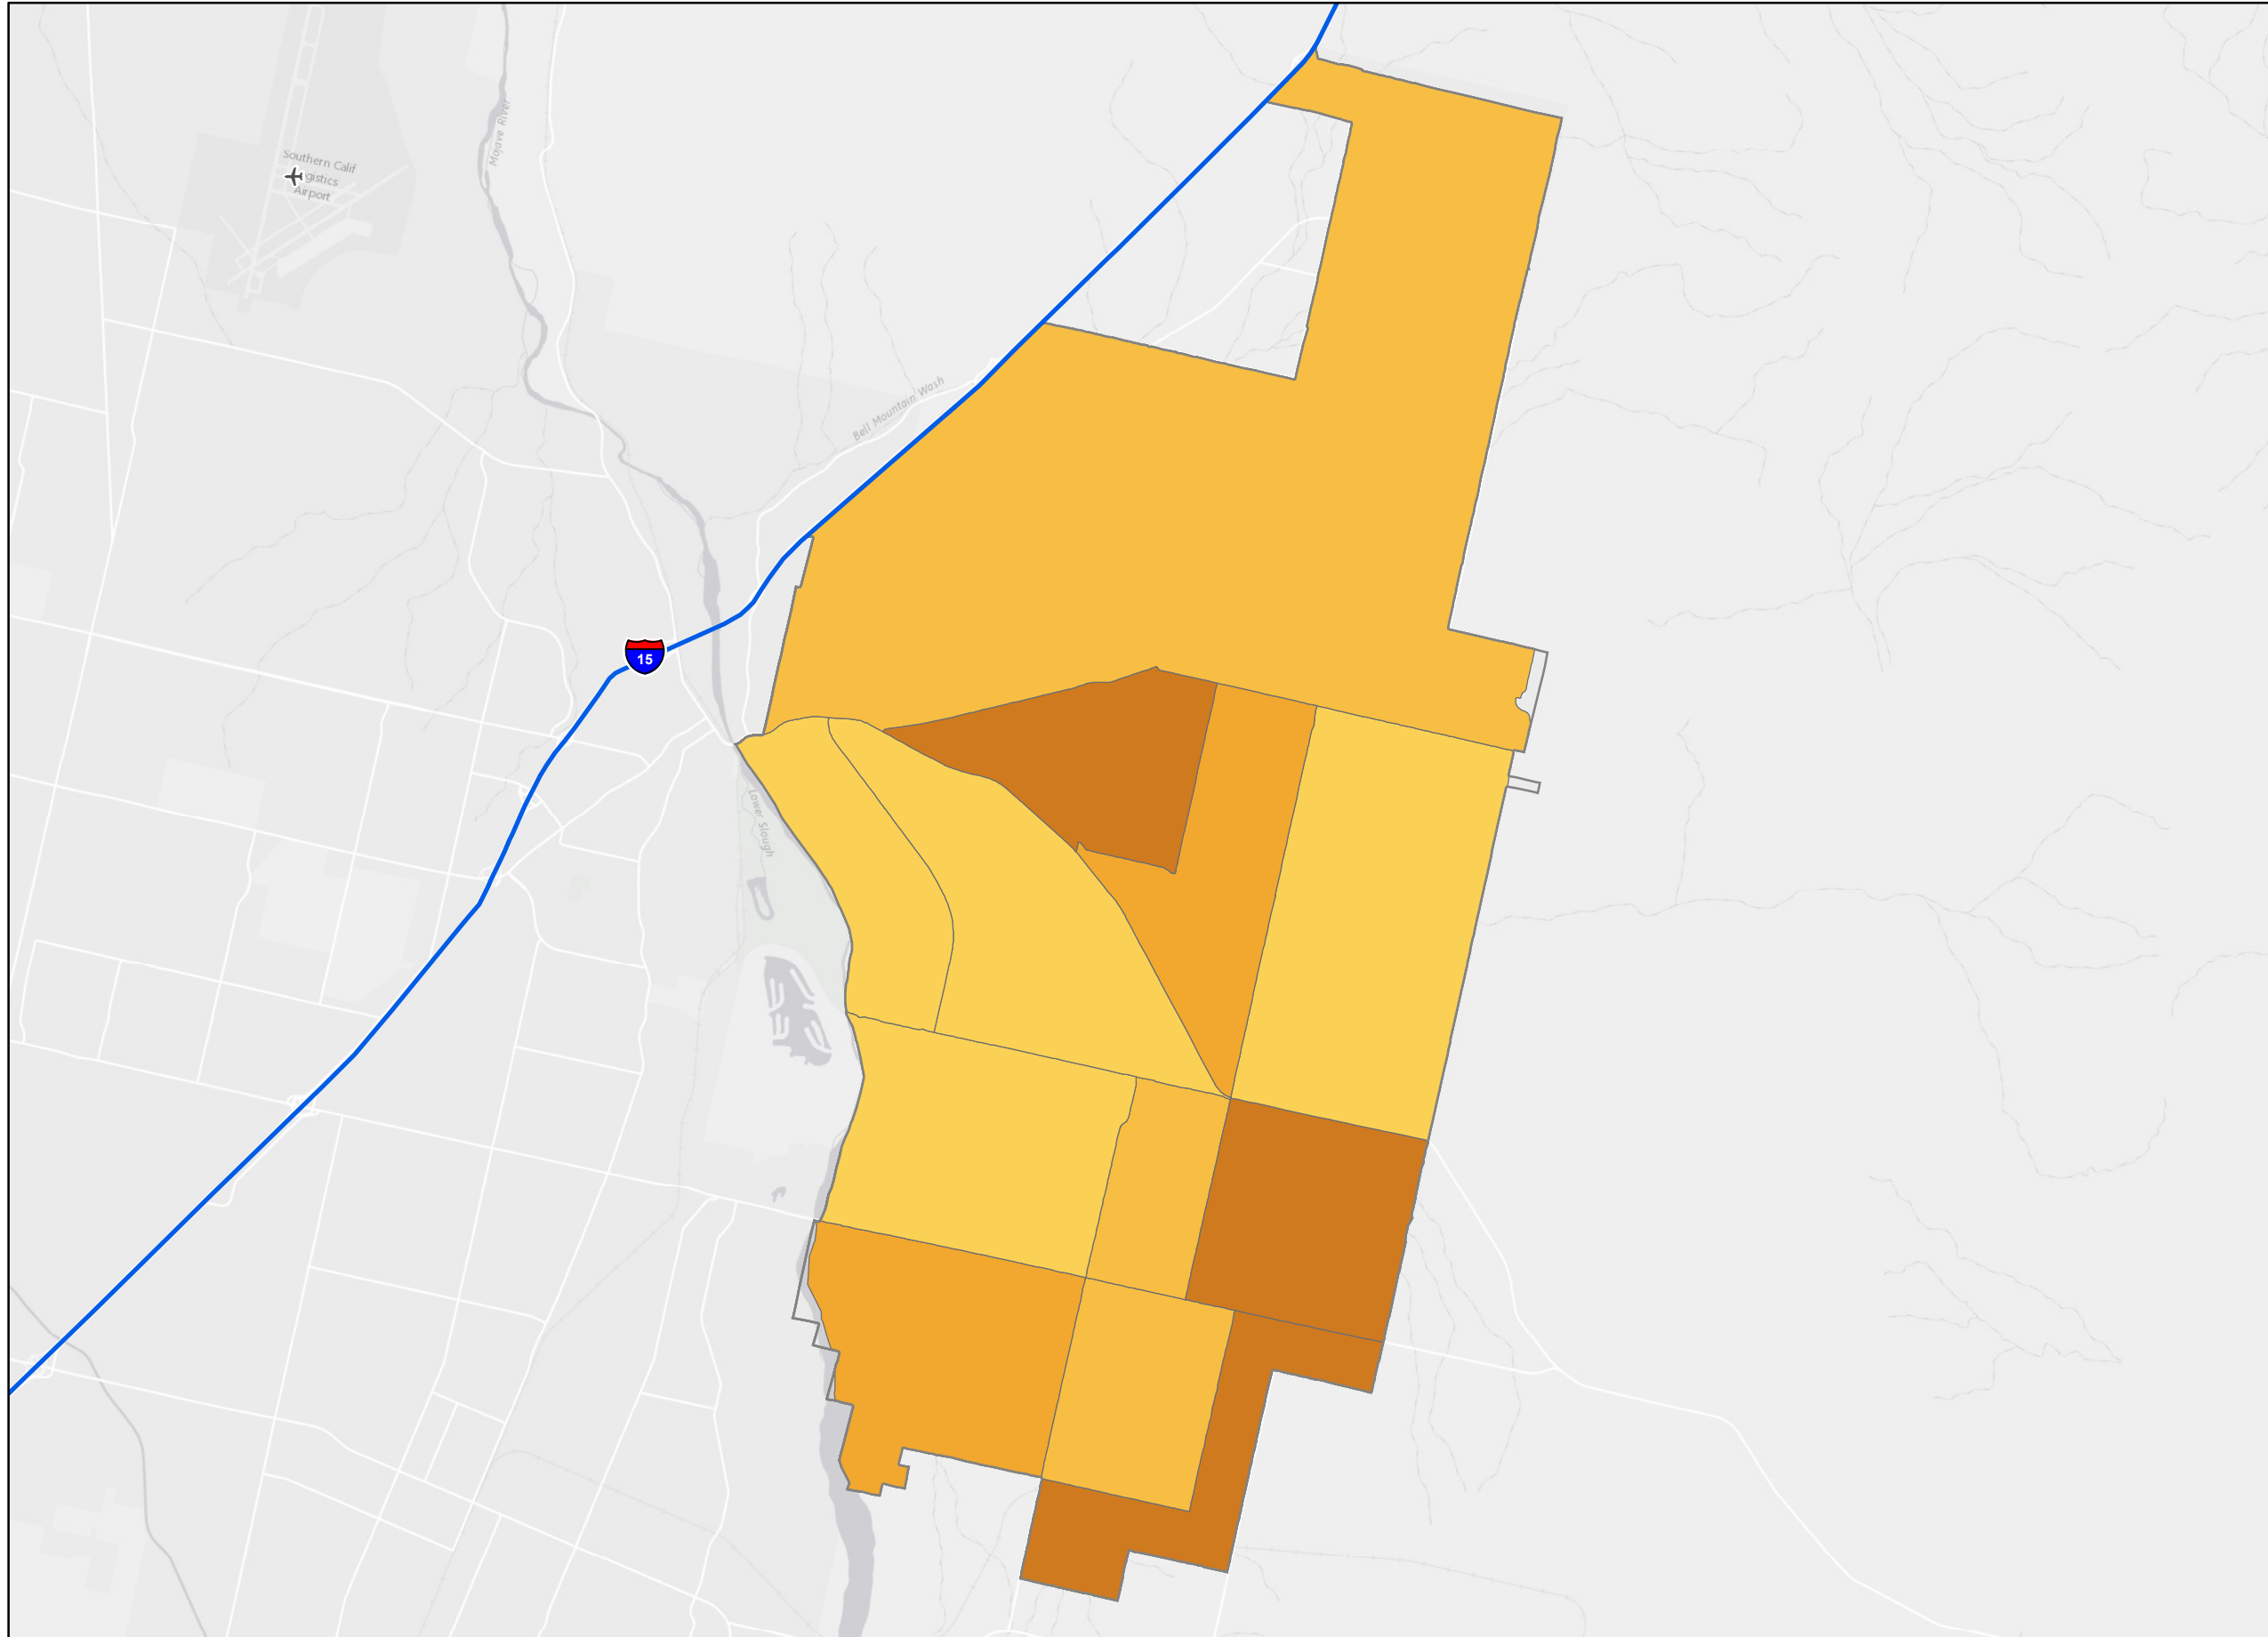 Mojave River
Southern Calif
gistics
Airport
Bell Mountain Wash
15
Lower Slough